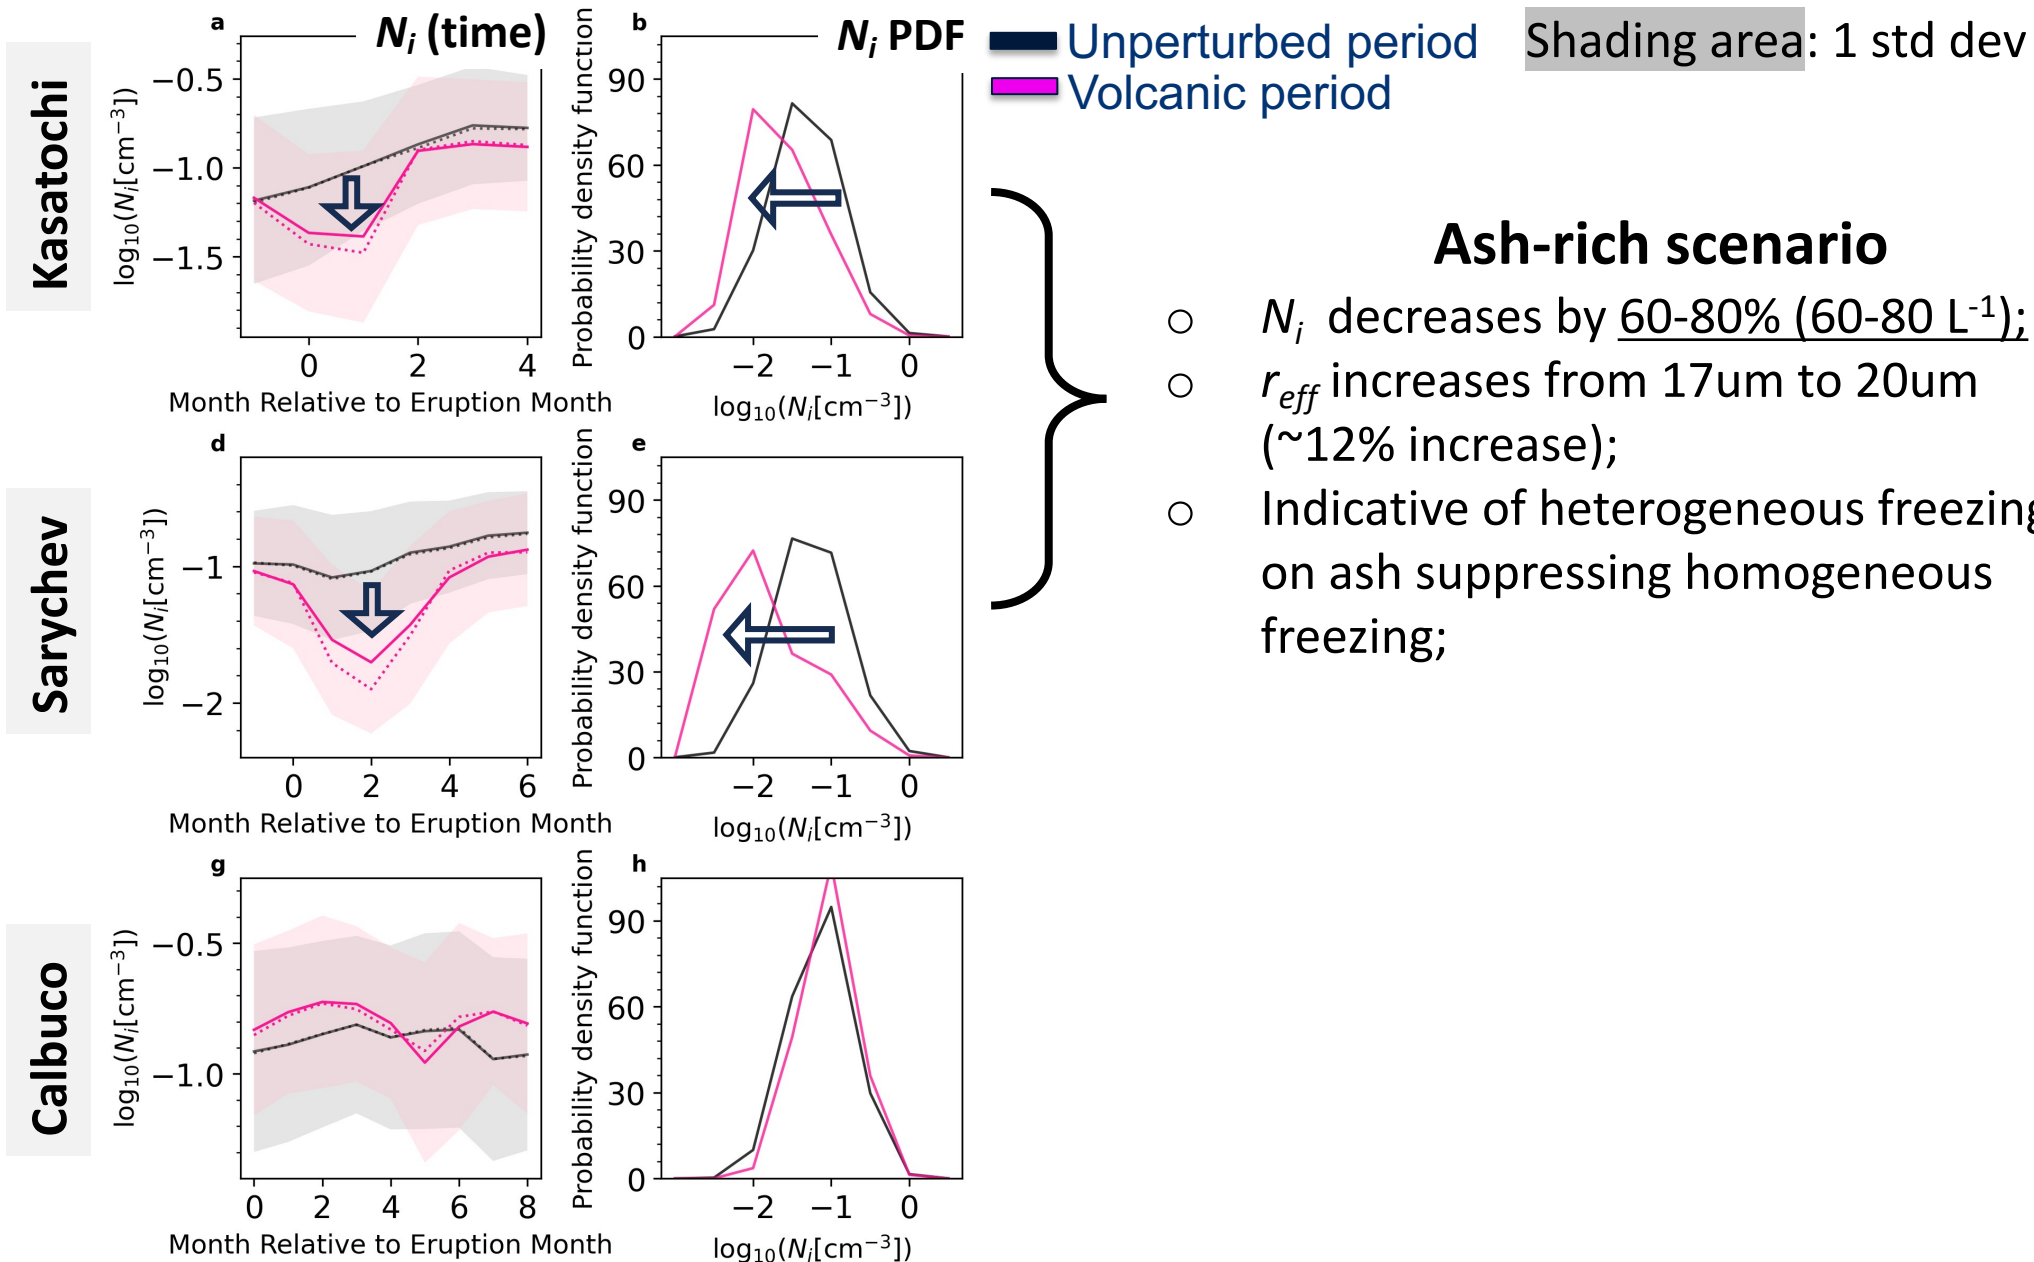 a
Nᵢ (time)
b
Nᵢ PDF
Unperturbed period
Volcanic period
Shading area: 1 std dev
Kasatochi
log₁₀(Nᵢ[cm⁻³])
−0.5
−1.0
−1.5
0 2 4
Month Relative to Eruption Month
Probability density function
90
60
30
0
−2 −1 0
log₁₀(Nᵢ[cm⁻³])
Ash-rich scenario
○ Nᵢ decreases by 60-80% (60-80 L⁻¹);
○ r_eff increases from 17um to 20um
(~12% increase);
○ Indicative of heterogeneous freezing
on ash suppressing homogeneous
freezing;
Sarychev
d
log₁₀(Nᵢ[cm⁻³])
−1
−2
0 2 4 6
Month Relative to Eruption Month
e
Probability density function
90
60
30
0
−2 −1 0
log₁₀(Nᵢ[cm⁻³])
Calbuco
g
log₁₀(Nᵢ[cm⁻³])
−0.5
−1.0
0 2 4 6 8
Month Relative to Eruption Month
h
Probability density function
90
60
30
0
−2 −1 0
log₁₀(Nᵢ[cm⁻³])